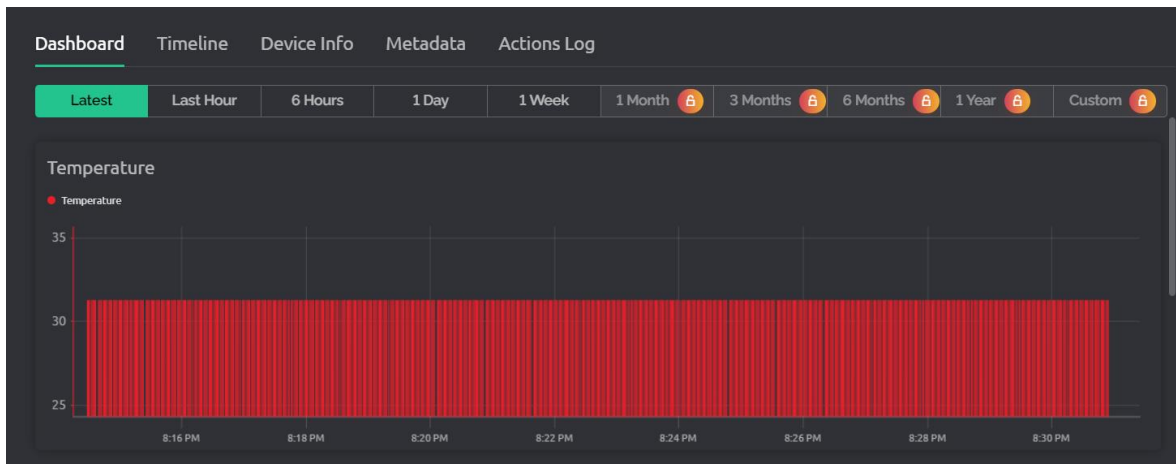 Dashboard Timeline Device Info Metadata Actions Log
Latest Last Hour 6 Hours 1 Day 1 Week 1 Month 3 Months 6 Months 1 Year Custom
Temperature
Temperature
35
30
25
8:16 PM 8:18 PM 8:20 PM 8:22 PM 8:24 PM 8:26 PM 8:28 PM 8:30 PM